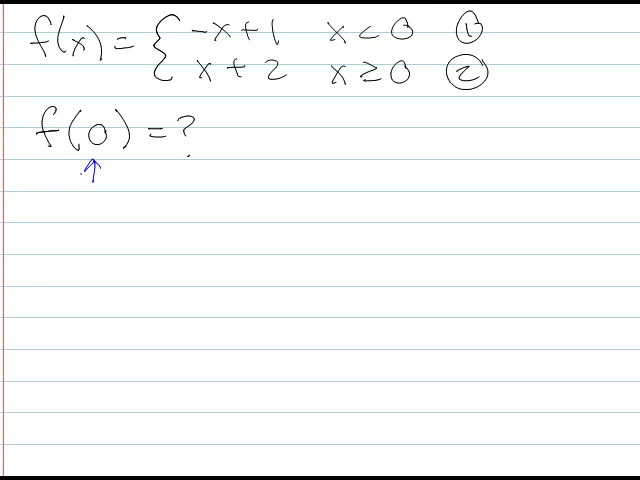 f(x) = { -x + 1 x < 0 ①
x + 2 x ≥ 0 ②
f(0) = ?
↑